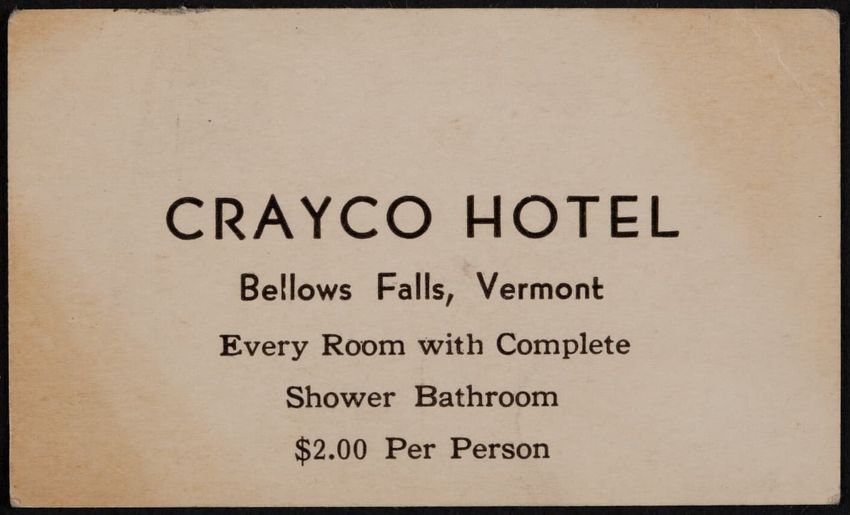 CRAYCO HOTEL
Bellows Falls, Vermont
Every Room with Complete
Shower Bathroom
$2.00 Per Person